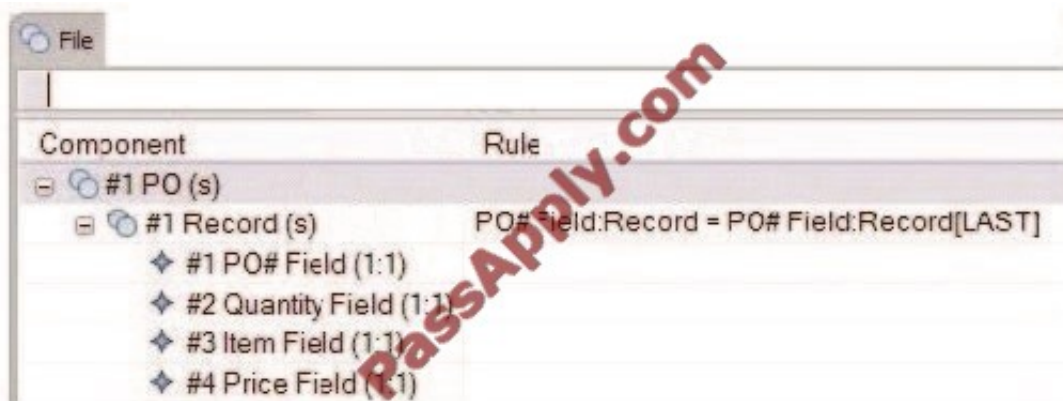 File
Component Rule
#1 PO (s)
#1 Record (s) PO# Field:Record = PO# Field:Record[LAST]
#1 PO# Field (1:1)
#2 Quantity Field (1:1)
#3 Item Field (1:1)
#4 Price Field (1:1)
PassApply.com